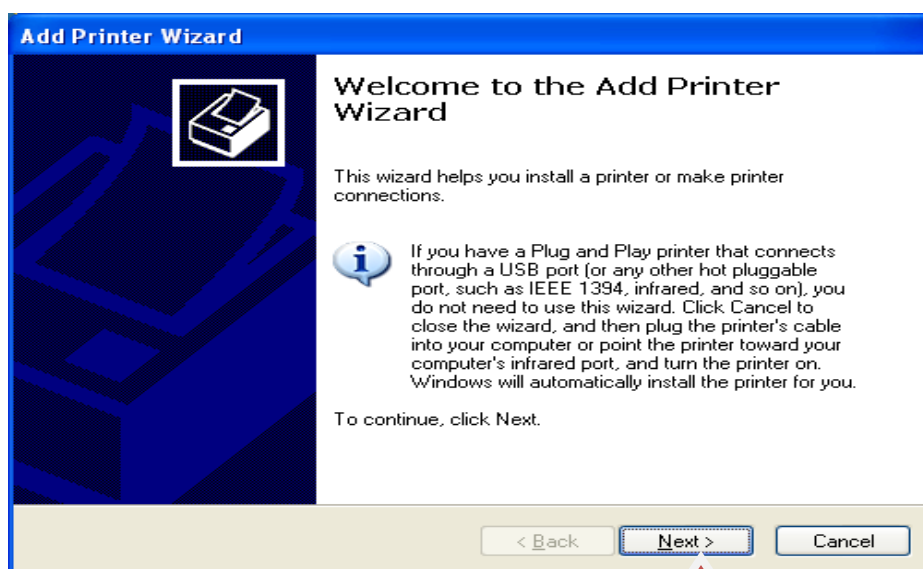 Add Printer Wizard
Welcome to the Add Printer
Wizard
This wizard helps you install a printer or make printer
connections.
If you have a Plug and Play printer that connects
through a USB port (or any other hot pluggable
port, such as IEEE 1394, infrared, and so on), you
do not need to use this wizard. Click Cancel to
close the wizard, and then plug the printer's cable
into your computer or point the printer toward your
computer's infrared port, and turn the printer on.
Windows will automatically install the printer for you.
To continue, click Next.
< Back Next > Cancel